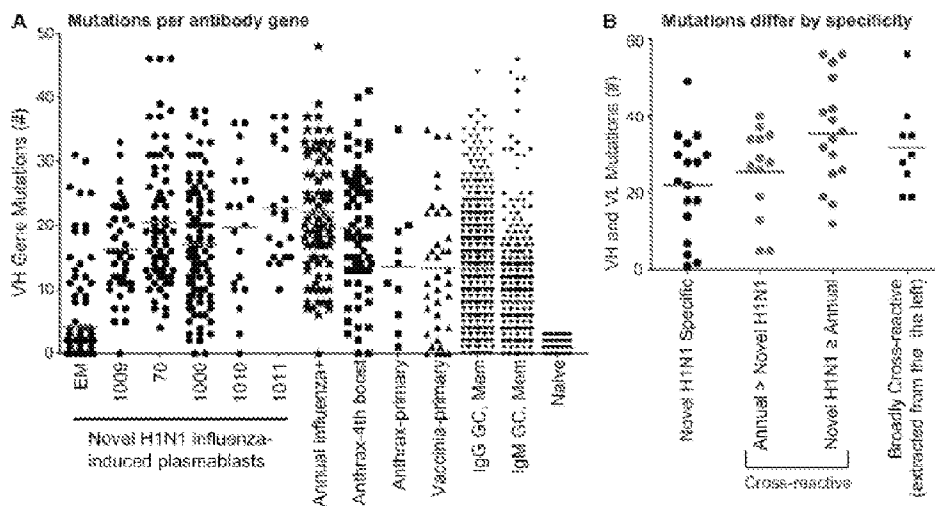 A Mutations per antibody gene
VH Gene Mutations (#)
50
40
30
20
10
0
EM
1009
70
1000
1010
1011
Annual influenza+
Anthrax-4th boost
Anthrax-primary
Vaccinia-primary
IgG GC, Mem
IgM GC, Mem
Naive
Novel H1N1 influenza-
induced plasmablasts
B Mutations differ by specificity
VH and VL Mutations (#)
60
40
20
0
Novel H1N1 Specific
Annual > Novel H1N1
Novel H1N1 ≥ Annual
Broadly Cross-reactive
(extracted from the left)
Cross-reactive